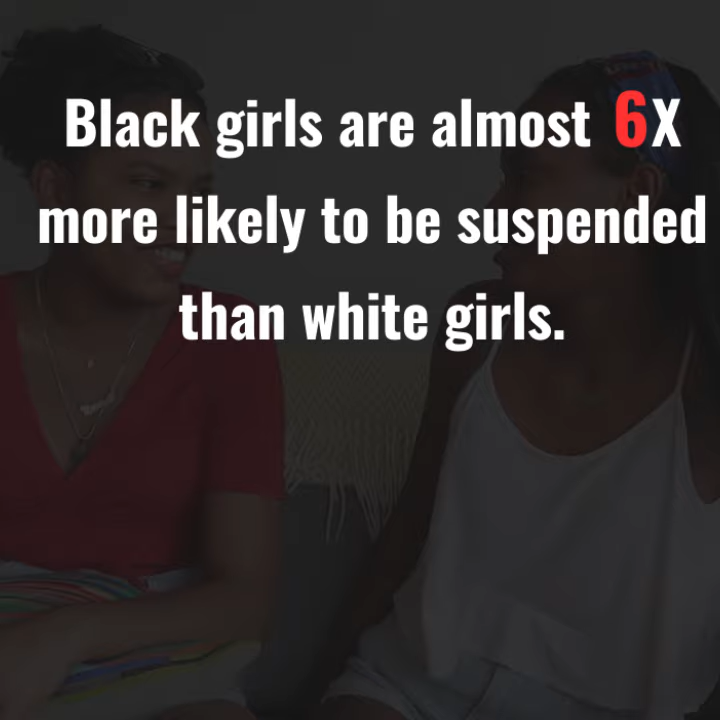 Black girls are almost 6X
more likely to be suspended
than white girls.